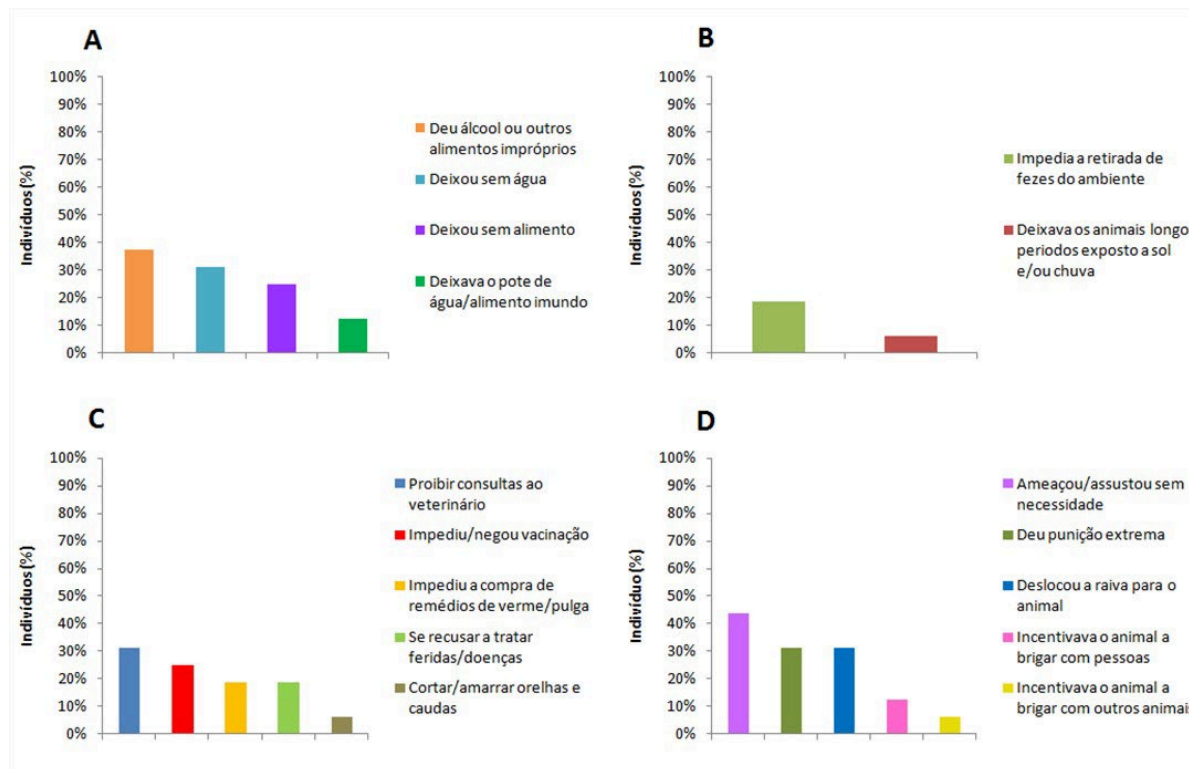 A
Indivíduos (%)
100%
90%
80%
70%
60%
50%
40%
30%
20%
10%
0%
Deu álcool ou outros
alimentos impróprios
Deixou sem água
Deixou sem alimento
Deixava o pote de
água/alimento imundo
B
Indivíduos (%)
100%
90%
80%
70%
60%
50%
40%
30%
20%
10%
0%
Impedia a retirada de
fezes do ambiente
Deixava os animais longo
periodos exposto a sol
e/ou chuva
C
Indivíduos (%)
100%
90%
80%
70%
60%
50%
40%
30%
20%
10%
0%
Proibir consultas ao
veterinário
Impediu/negou vacinação
Impediu a compra de
remédios de verme/pulga
Se recusar a tratar
feridas/doenças
Cortar/amarrar orelhas e
caudas
D
Indivíduo (%)
100%
90%
80%
70%
60%
50%
40%
30%
20%
10%
0%
Ameaçou/assustou sem
necessidade
Deu punição extrema
Deslocou a raiva para o
animal
Incentivava o animal a
brigar com pessoas
Incentivava o animal a
brigar com outros animais